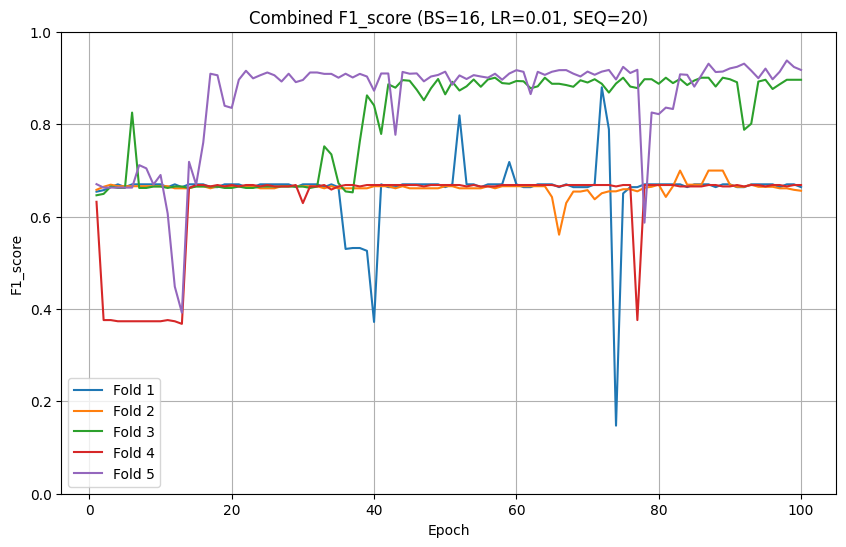 Combined F1_score (BS=16, LR=0.01, SEQ=20)
1.0
0.8
0.6
0.4
0.2
0.0
F1_score
Fold 1
Fold 2
Fold 3
Fold 4
Fold 5
0 20 40 60 80 100
Epoch